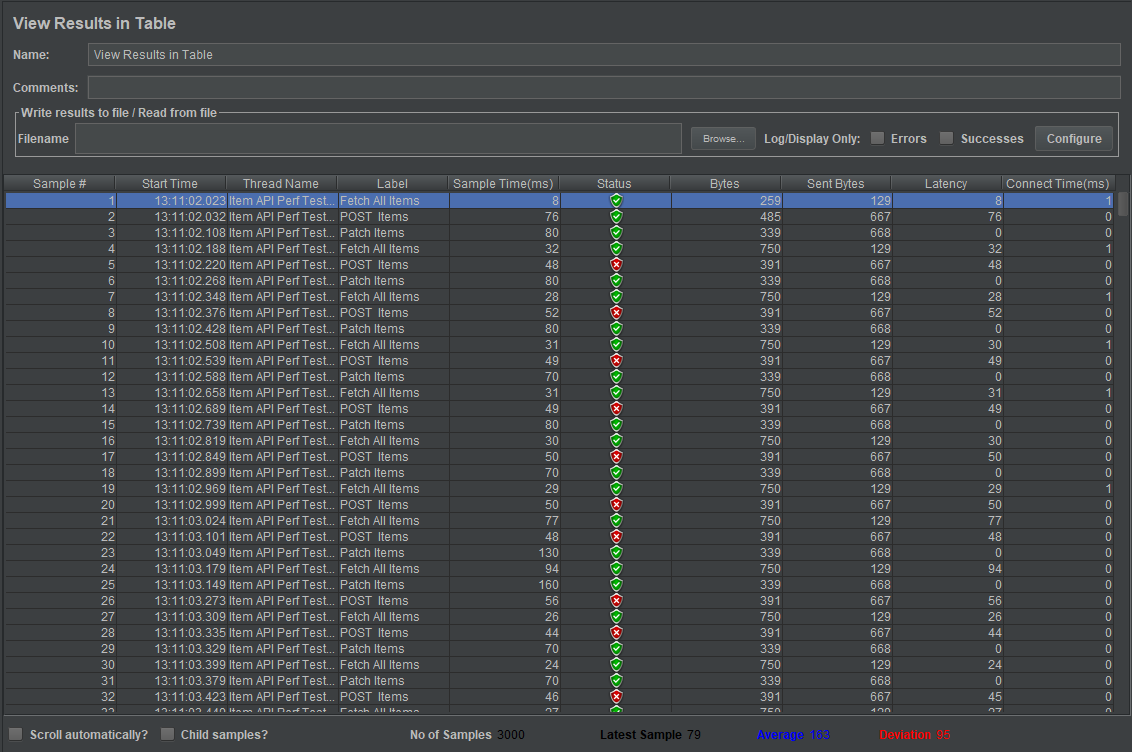 View Results in Table
Name: View Results in Table
Comments:
Write results to file / Read from file
Filename Browse... Log/Display Only: Errors Successes Configure
Sample # Start Time Thread Name Label Sample Time(ms) Status Bytes Sent Bytes Latency Connect Time(ms)
1 13:11:02.023 Item API Perf Test... Fetch All Items 8 259 129 8 1
2 13:11:02.032 Item API Perf Test... POST Items 76 485 667 76 0
3 13:11:02.108 Item API Perf Test... Patch Items 80 339 668 0 0
4 13:11:02.188 Item API Perf Test... Fetch All Items 32 750 129 32 1
5 13:11:02.220 Item API Perf Test... POST Items 48 391 667 48 0
6 13:11:02.268 Item API Perf Test... Patch Items 80 339 668 0 0
7 13:11:02.348 Item API Perf Test... Fetch All Items 28 750 129 28 1
8 13:11:02.376 Item API Perf Test... POST Items 52 391 667 52 0
9 13:11:02.428 Item API Perf Test... Patch Items 80 339 668 0 0
10 13:11:02.508 Item API Perf Test... Fetch All Items 31 750 129 30 1
11 13:11:02.539 Item API Perf Test... POST Items 49 391 667 49 0
12 13:11:02.588 Item API Perf Test... Patch Items 70 339 668 0 0
13 13:11:02.658 Item API Perf Test... Fetch All Items 31 750 129 31 1
14 13:11:02.689 Item API Perf Test... POST Items 49 391 667 49 0
15 13:11:02.739 Item API Perf Test... Patch Items 80 339 668 0 0
16 13:11:02.819 Item API Perf Test... Fetch All Items 30 750 129 30 0
17 13:11:02.849 Item API Perf Test... POST Items 50 391 667 50 0
18 13:11:02.899 Item API Perf Test... Patch Items 70 339 668 0 0
19 13:11:02.969 Item API Perf Test... Fetch All Items 29 750 129 29 1
20 13:11:02.999 Item API Perf Test... POST Items 50 391 667 50 0
21 13:11:03.024 Item API Perf Test... Fetch All Items 77 750 129 77 0
22 13:11:03.101 Item API Perf Test... POST Items 48 391 667 48 0
23 13:11:03.049 Item API Perf Test... Patch Items 130 339 668 0 0
24 13:11:03.179 Item API Perf Test... Fetch All Items 94 750 129 94 0
25 13:11:03.149 Item API Perf Test... Patch Items 160 339 668 0 0
26 13:11:03.273 Item API Perf Test... POST Items 56 391 667 56 0
27 13:11:03.309 Item API Perf Test... Fetch All Items 26 750 129 26 0
28 13:11:03.335 Item API Perf Test... POST Items 44 391 667 44 0
29 13:11:03.329 Item API Perf Test... Patch Items 70 339 668 0 0
30 13:11:03.399 Item API Perf Test... Fetch All Items 24 750 129 24 0
31 13:11:03.379 Item API Perf Test... Patch Items 70 339 668 0 0
32 13:11:03.423 Item API Perf Test... POST Items 46 391 667 45 0
33 13:11:03.449 Item API Perf Test... Fetch All Items 27 750 129 27 0
Scroll automatically? Child samples? No of Samples 3000 Latest Sample 79 Average 163 Deviation 95